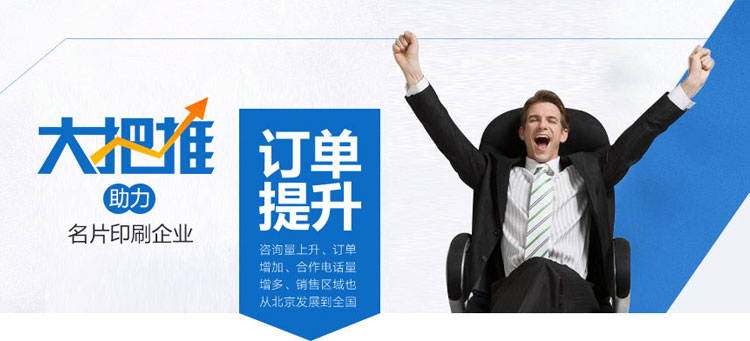 大把推
助力
名片印刷企业
订单
提升
咨询量上升、订单
增加、合作电话量
增多、销售区域也
从北京发展到全国